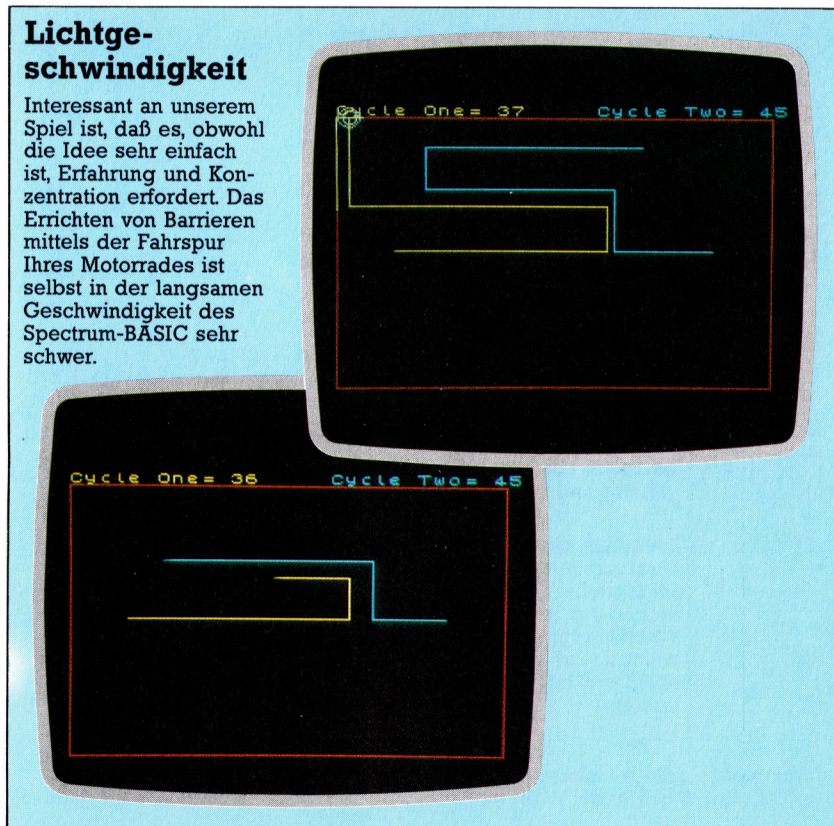 Lichtge-
schwindigkeit
Interessant an unserem
Spiel ist, daß es, obwohl
die Idee sehr einfach
ist, Erfahrung und Kon-
zentration erfordert. Das
Errichten von Barrieren
mittels der Fahrspur
Ihres Motorrades ist
selbst in der langsamen
Geschwindigkeit des
Spectrum-BASIC sehr
schwer.
Cycle One= 37 Cycle Two= 45
Cycle One= 36 Cycle Two= 45